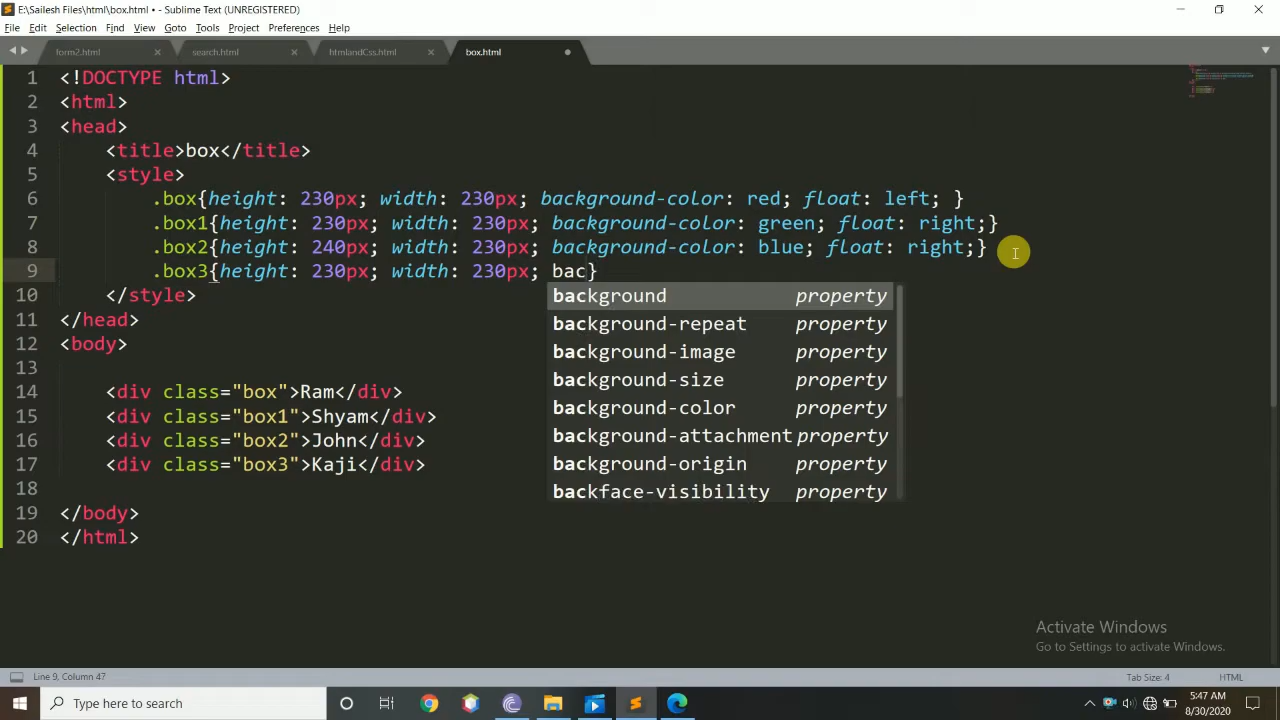 E:\Sailesh Files\html\box.html • - Sublime Text (UNREGISTERED)
File Edit Selection Find View Goto Tools Project Preferences Help
form2.html search.html htmlandCss.html box.html
1 <!DOCTYPE html>
2 <html>
3 <head>
4 <title>box</title>
5 <style>
6 .box{height: 230px; width: 230px; background-color: red; float: left; }
7 .box1{height: 230px; width: 230px; background-color: green; float: right;}
8 .box2{height: 240px; width: 230px; background-color: blue; float: right;}
9 .box3{height: 230px; width: 230px; bac}
10 </style>
background property
11 </head>
background-repeat property
12 <body>
background-image property
13
background-size property
14 <div class="box">Ram</div>
background-color property
15 <div class="box1">Shyam</div>
background-attachment property
16 <div class="box2">John</div>
background-origin property
17 <div class="box3">Kaji</div>
backface-visibility property
18
19 </body>
20 </html>
Activate Windows
Go to Settings to activate Windows.
Line 9, Column 47 Tab Size: 4 HTML
Type here to search
5:47 AM
8/30/2020